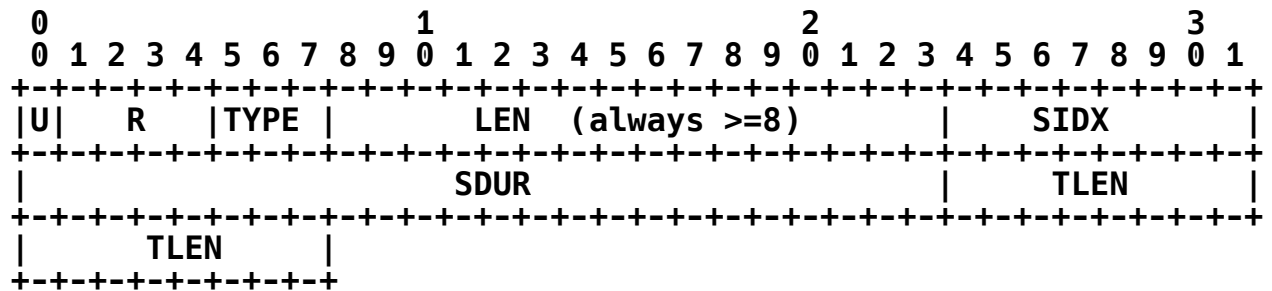 0                   1                   2                   3
 0 1 2 3 4 5 6 7 8 9 0 1 2 3 4 5 6 7 8 9 0 1 2 3 4 5 6 7 8 9 0 1
+-+-+-+-+-+-+-+-+-+-+-+-+-+-+-+-+-+-+-+-+-+-+-+-+-+-+-+-+-+-+-+-+
|U|   R   |TYPE |       LEN  (always >=8)       |    SIDX       |
+-+-+-+-+-+-+-+-+-+-+-+-+-+-+-+-+-+-+-+-+-+-+-+-+-+-+-+-+-+-+-+-+
|                      SDUR                     |     TLEN      |
+-+-+-+-+-+-+-+-+-+-+-+-+-+-+-+-+-+-+-+-+-+-+-+-+-+-+-+-+-+-+-+-+
|      TLEN     |
+-+-+-+-+-+-+-+-+